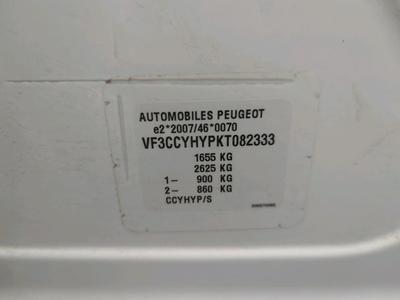 AUTOMOBILES PEUGEOT
e2*2007/46*0070
VF3CCYHYPKT082333
1655 KG
2625 KG
1— 900 KG
2— 860 KG
CCYHYP/S